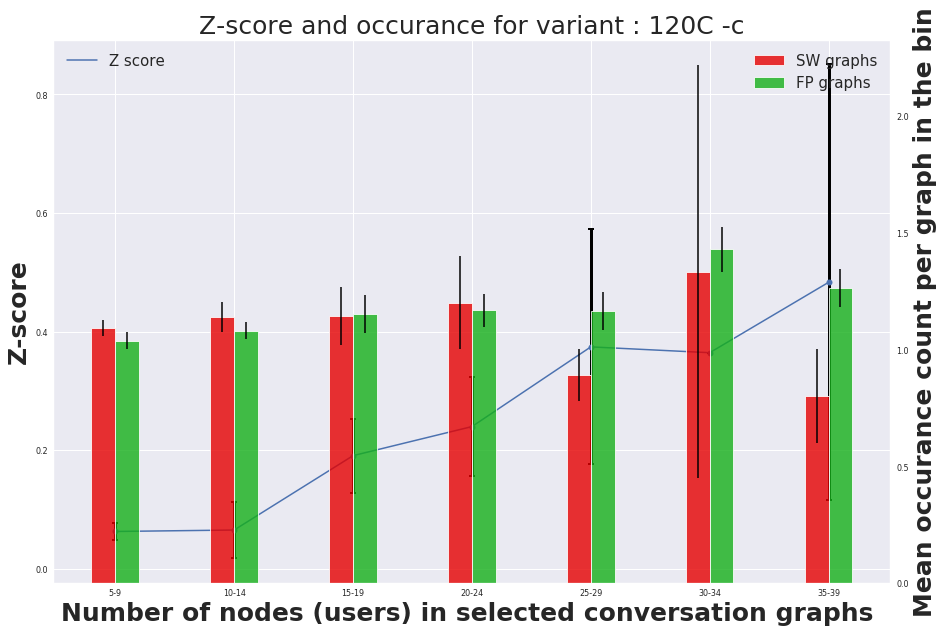 Z-score and occurance for variant : 120C -c
Z score
SW graphs
FP graphs
Z-score
0.8
0.6
0.4
0.2
0.0
2.0
1.5
1.0
0.5
0.0
Mean occurance count per graph in the bin
5-9 10-14 15-19 20-24 25-29 30-34 35-39
Number of nodes (users) in selected conversation graphs